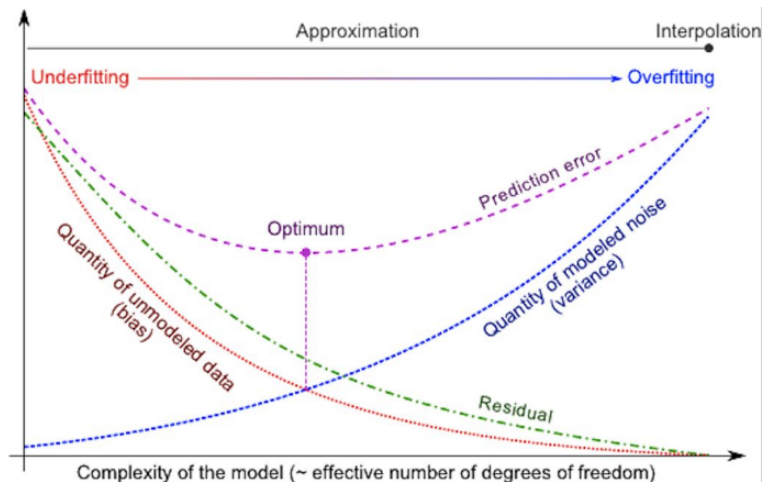 Approximation
Interpolation
Underfitting
Overfitting
Prediction error
Optimum
Quantity of unmodeled data
(bias)
Quantity of modeled noise
(variance)
Residual
Complexity of the model (~ effective number of degrees of freedom)